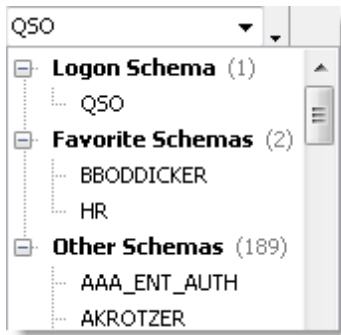 QSO
Logon Schema (1)
QSO
Favorite Schemas (2)
BBODDICKER
HR
Other Schemas (189)
AAA_ENT_AUTH
AKROTZER